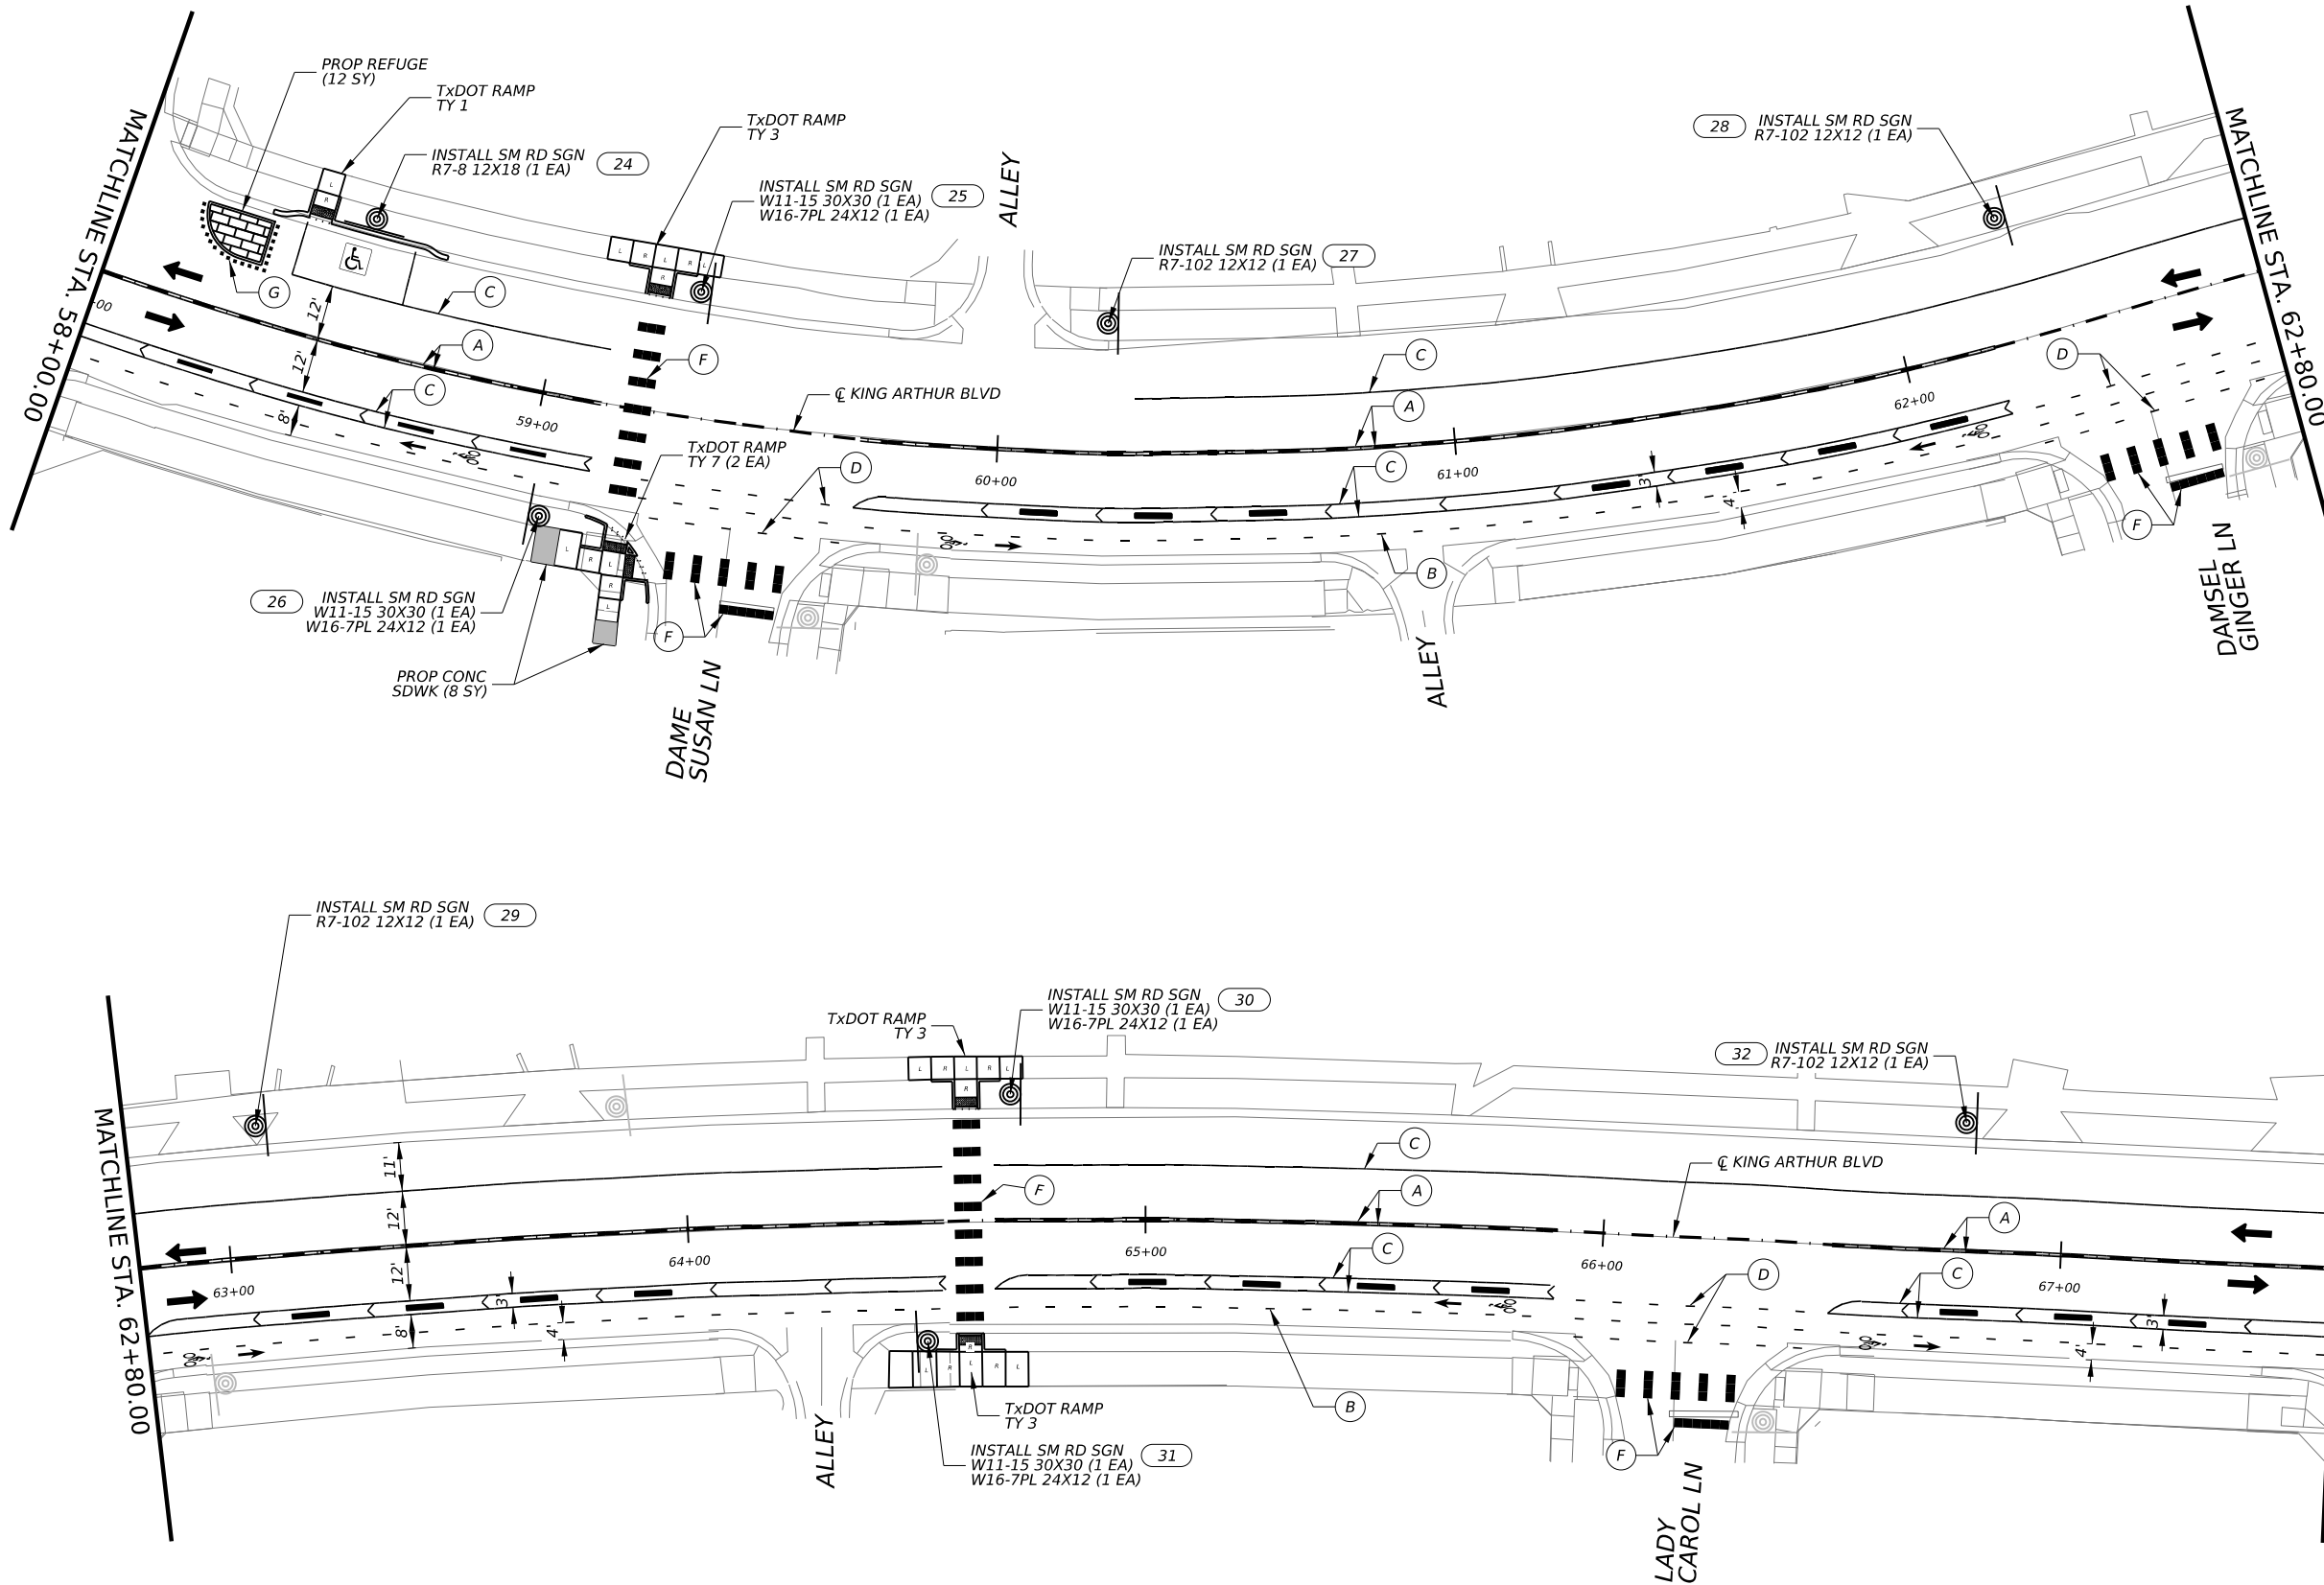 PROP REFUGE
(12 SY)
TxDOT RAMP
TY 1
INSTALL SM RD SGN
R7-8 12X18 (1 EA)
24
TxDOT RAMP
TY 3
INSTALL SM RD SGN
W11-15 30X30 (1 EA)
W16-7PL 24X12 (1 EA)
25
ALLEY
INSTALL SM RD SGN
R7-102 12X12 (1 EA)
27
28
INSTALL SM RD SGN
R7-102 12X12 (1 EA)
MATCHLINE STA. 58+00.00
MATCHLINE STA. 62+80.00
G
C
12'
12'
A
C
8'
59+00
F
℄ KING ARTHUR BLVD
TxDOT RAMP
TY 7 (2 EA)
D
60+00
C
A
C
61+00
3'
4'
62+00
D
F
B
26
INSTALL SM RD SGN
W11-15 30X30 (1 EA)
W16-7PL 24X12 (1 EA)
F
PROP CONC
SDWK (8 SY)
DAME
SUSAN LN
ALLEY
DAMSEL
GINGER LN
INSTALL SM RD SGN
R7-102 12X12 (1 EA)
29
TxDOT RAMP
TY 3
INSTALL SM RD SGN
W11-15 30X30 (1 EA)
W16-7PL 24X12 (1 EA)
30
32
INSTALL SM RD SGN
R7-102 12X12 (1 EA)
MATCHLINE STA. 62+80.00
11'
12'
12'
8'
63+00
3'
4'
64+00
F
C
A
C
65+00
℄ KING ARTHUR BLVD
66+00
D
A
C
67+00
3'
4'
B
F
ALLEY
TxDOT RAMP
TY 3
INSTALL SM RD SGN
W11-15 30X30 (1 EA)
W16-7PL 24X12 (1 EA)
31
LADY
CAROL LN